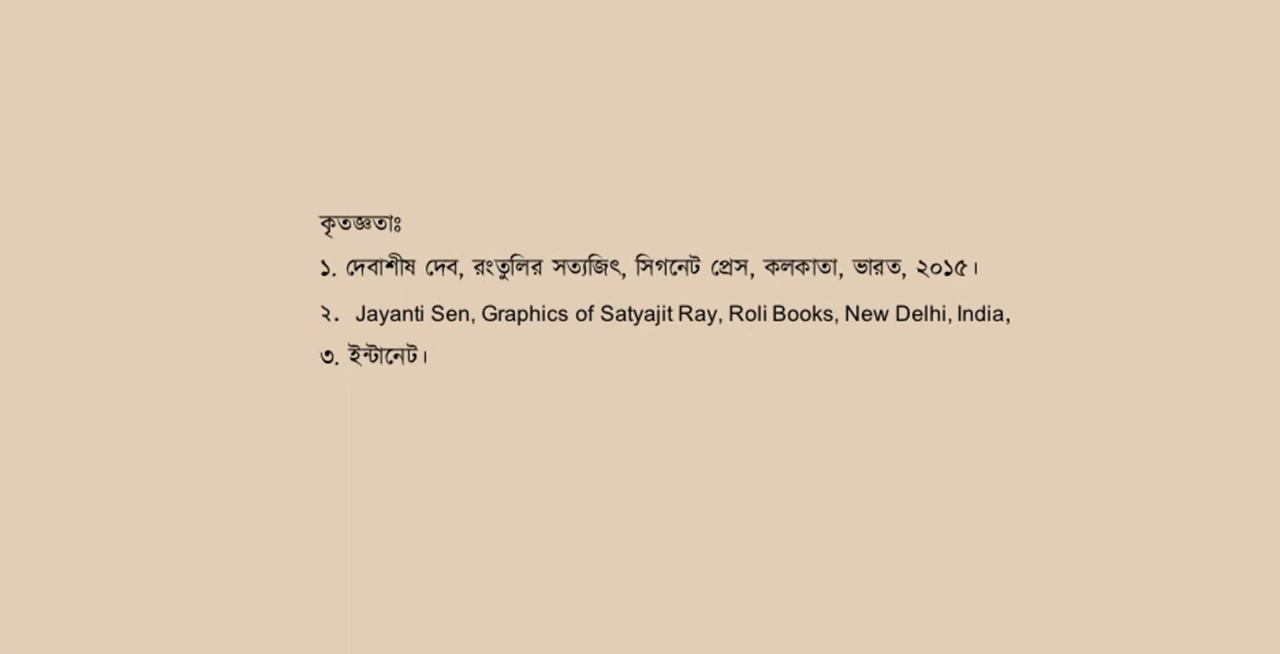 কৃতজ্ঞতাঃ
১. দেবাশীষ দেব, রংতুলির সত্যজিৎ, সিগনেট প্রেস, কলকাতা, ভারত, ২০১৫।
২. Jayanti Sen, Graphics of Satyajit Ray, Roli Books, New Delhi, India,
৩. ইন্টানেট।